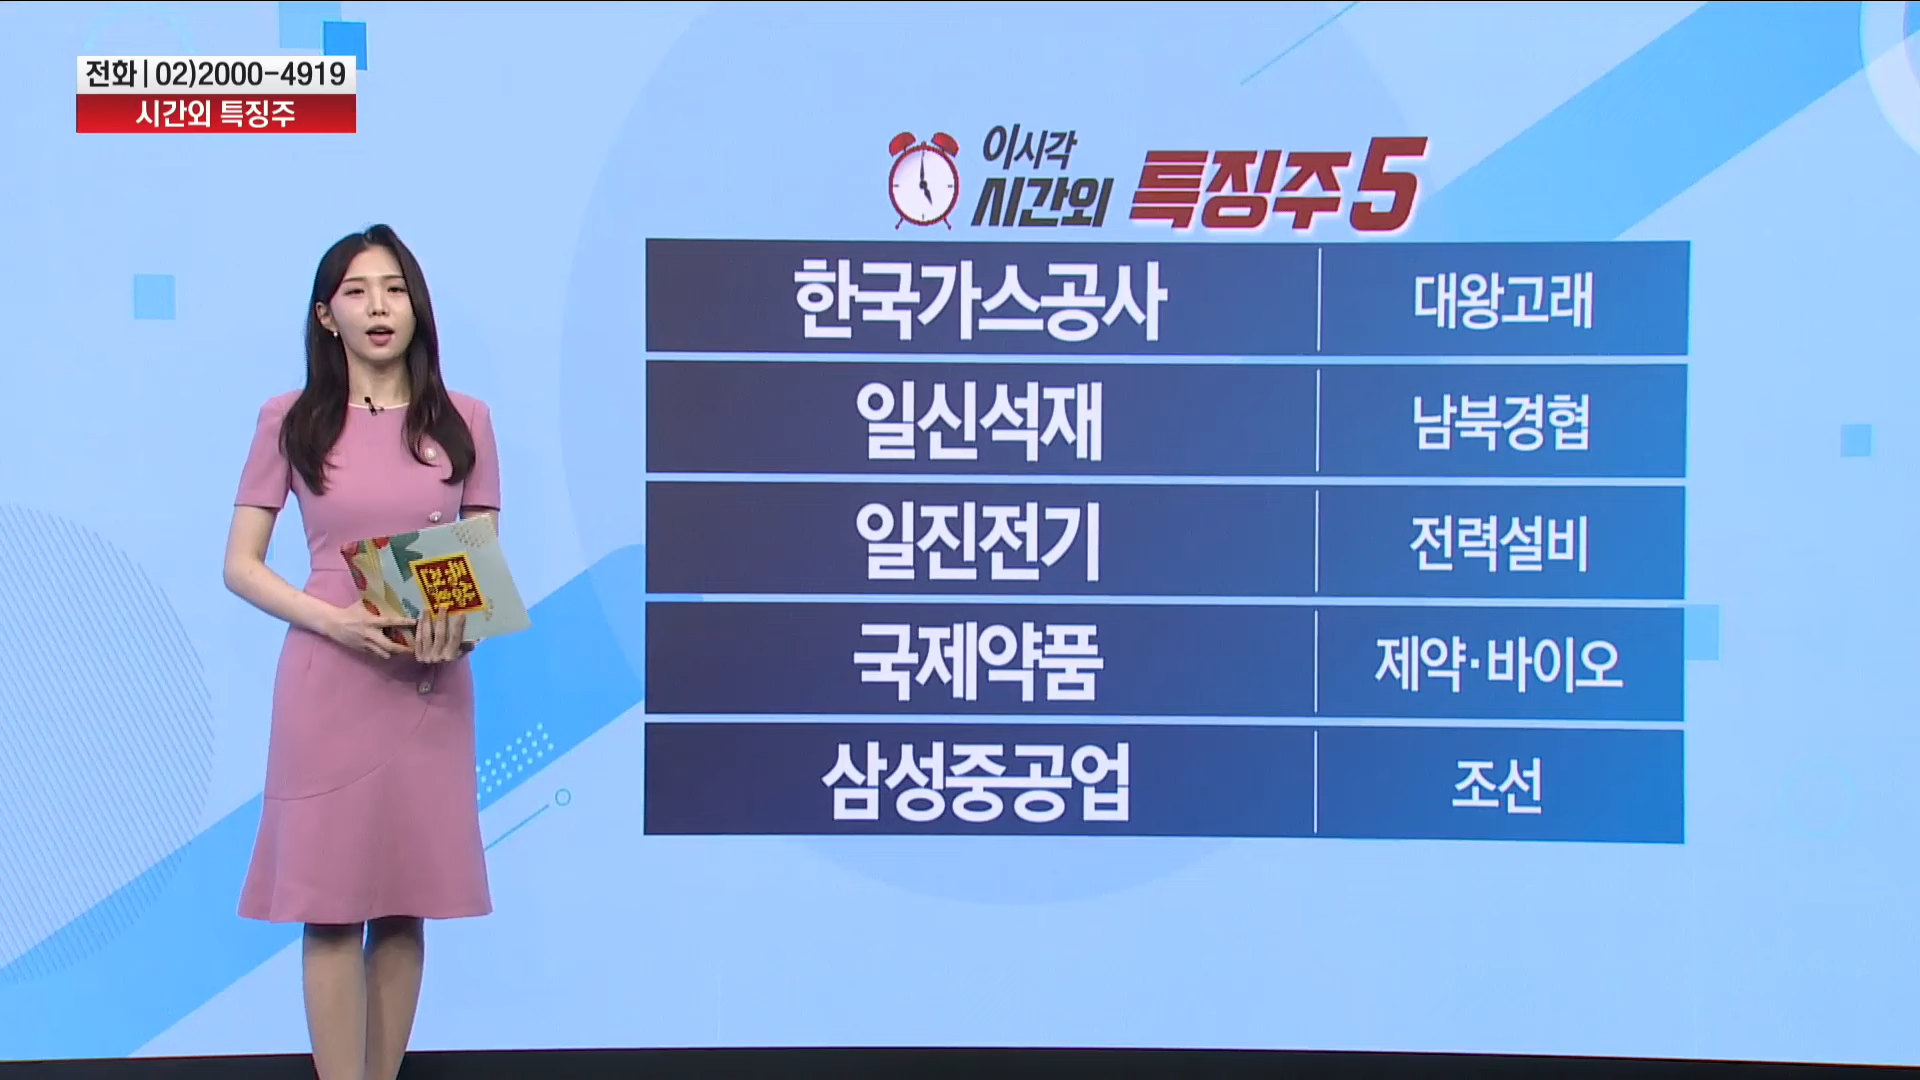 전화 | 02)2000-4919
시간외 특징주
이시각
시간외 특징주 5
한국가스공사 대왕고래
일신석재 남북경협
일진전기 전력설비
국제약품 제약·바이오
삼성중공업 조선